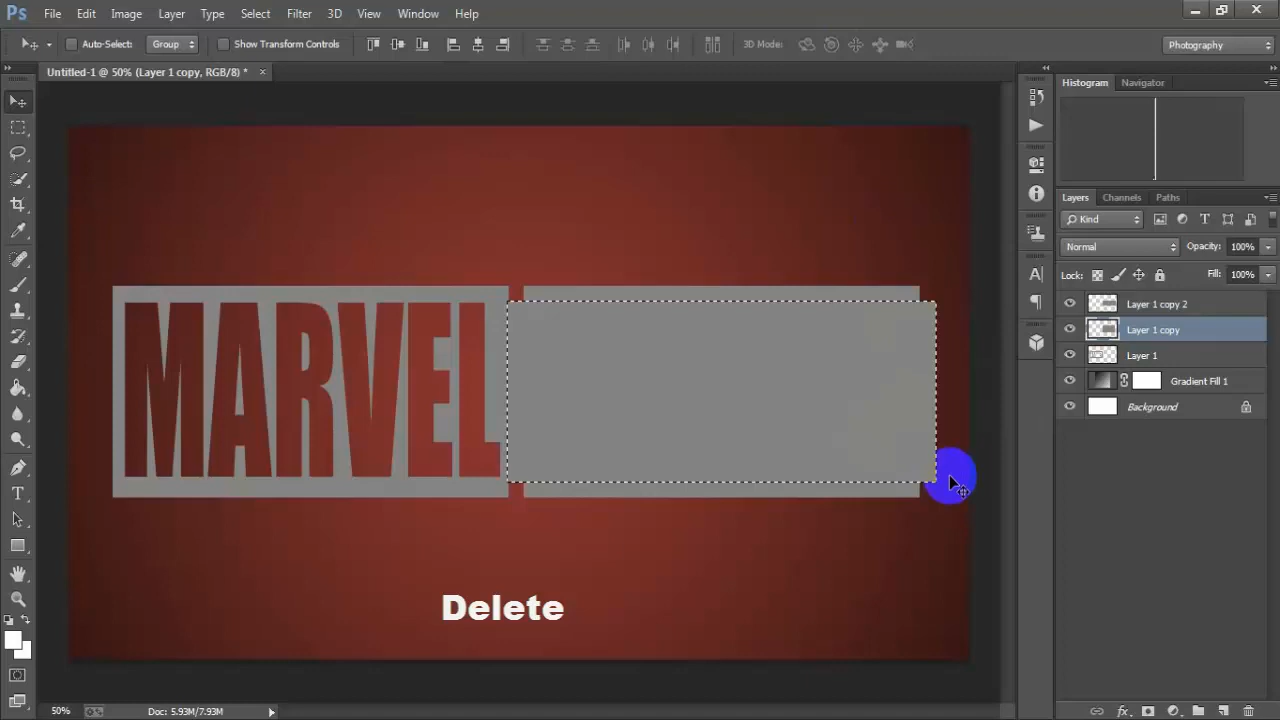 Ps File Edit Image Layer Type Select Filter 3D View Window Help
Auto-Select: Group Show Transform Controls 3D Mode: Photography
Untitled-1 @ 50% (Layer 1 copy, RGB/8) * ×
Histogram Navigator
Layers Channels Paths
Kind T
Normal Opacity: 100%
Lock: Fill: 100%
Layer 1 copy 2
Layer 1 copy
Layer 1
Gradient Fill 1
Background
MARVEL
Delete
50% Doc: 5.93M/7.93M